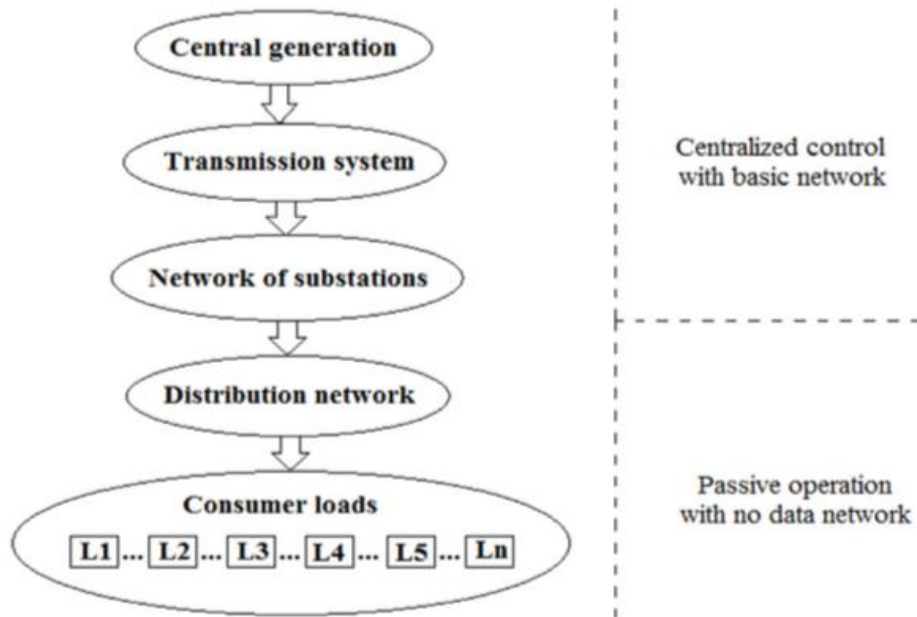 Central generation
Transmission system
Centralized control
with basic network
Network of substations
Distribution network
Consumer loads
L1 ... L2 ... L3 ... L4 ... L5 ... Ln
Passive operation
with no data network